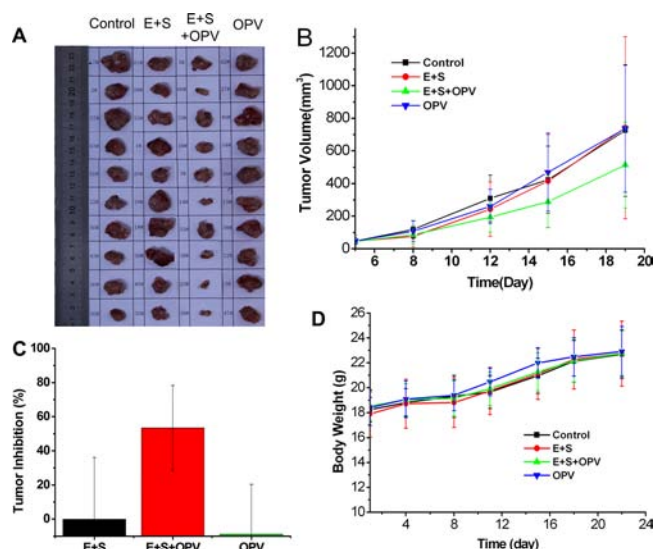 A
Control E+S E+S +OPV OPV
B
Tumor Volume(mm3)
1200
1000
800
600
400
200
0
Control
E+S
E+S+OPV
OPV
6 8 10 12 14 16 18 20
Time(Day)
C
Tumor Inhibition (%)
100
80
60
40
20
0
E+S E+S+OPV OPV
D
Body Weight (g)
28
26
24
22
20
18
16
14
12
10
Control
E+S
E+S+OPV
OPV
4 8 12 16 20 24
Time (day)